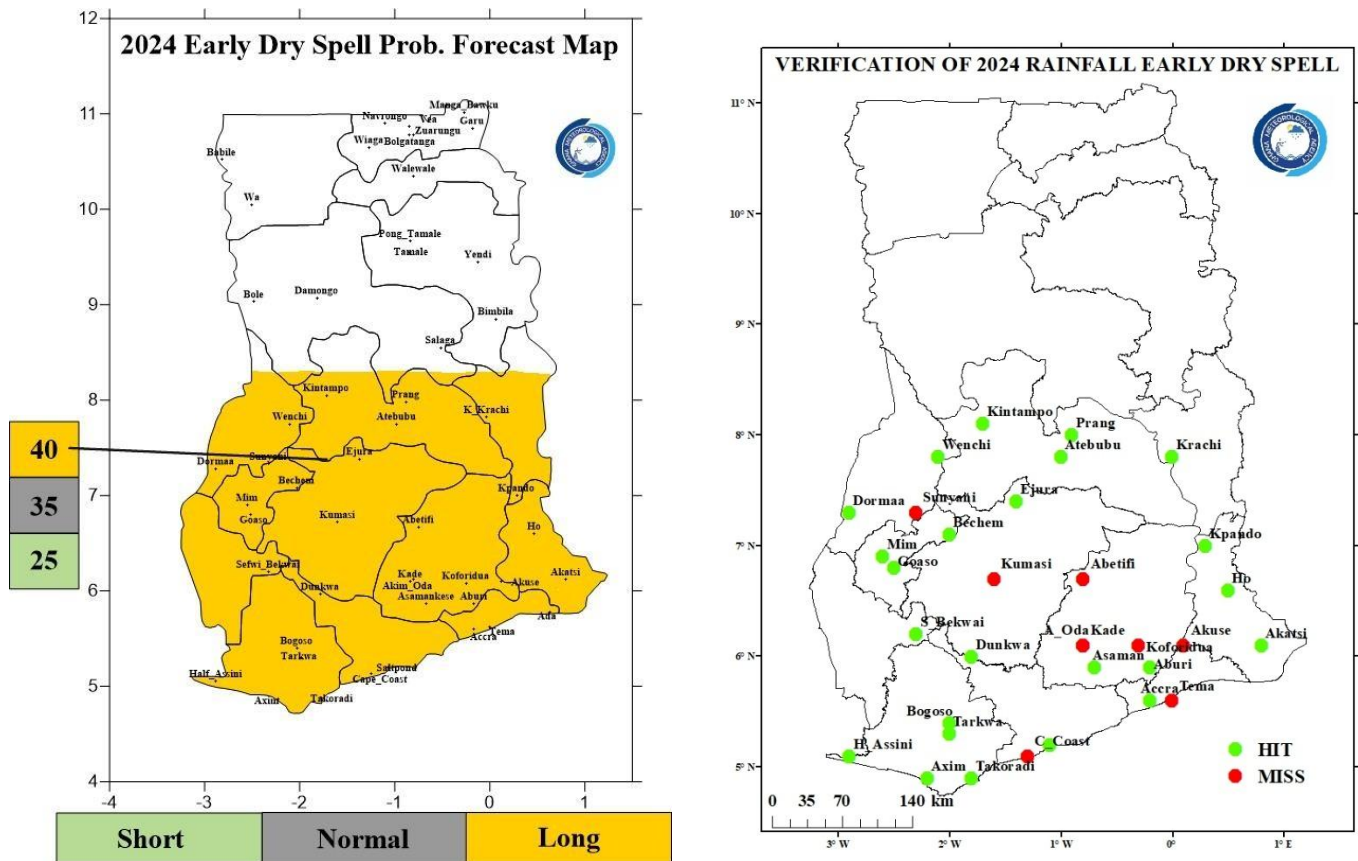 2024 Early Dry Spell Prob. Forecast Map
12
11
10
9
8
7
6
5
4
-4 -3 -2 -1 0 1
Manga_Bawku
Navrongo Vea Garu
Zuarungu
Wiaga Bolgatanga
Babile
Walewale
Wa
Pong_Tamale
Tamale Yendi
Bole Damongo
Bimbila
Salaga
Kintampo Prang
Wenchi Atebubu K_Krachi
Dormaa Sunyani Ejura
Bechem Kpando
Mim
Goaso Kumasi Abetifi Ho
Sefwi_Bekwai Kade Koforidua Akuse Akatsi
Dunkwa Akim_Oda
Asamankese Aburi
Ada
Accra Tema
Bogoso
Tarkwa
Half_Assini Saltpond
Cape_Coast
Axim Takoradi
40
35
25
Short Normal Long
VERIFICATION OF 2024 RAINFALL EARLY DRY SPELL
GHANA METEOROLOGICAL AGENCY
11° N
10° N
9° N
8° N
7° N
6° N
5° N
Kintampo
Prang
Wenchi Atebubu Krachi
Ejura
Dormaa Sunyani
Bechem
Mim Kpando
Goaso Kumasi Abetifi
Ho
S_Bekwai A_Oda Kade Akuse Akatsi
Dunkwa Koforidua
Asaman Aburi
Accra Tema
Bogoso
Tarkwa
H_Assini C_Coast
Axim Takoradi
HIT
MISS
0 35 70 140 km
3° W 2° W 1° W 0° 1° E